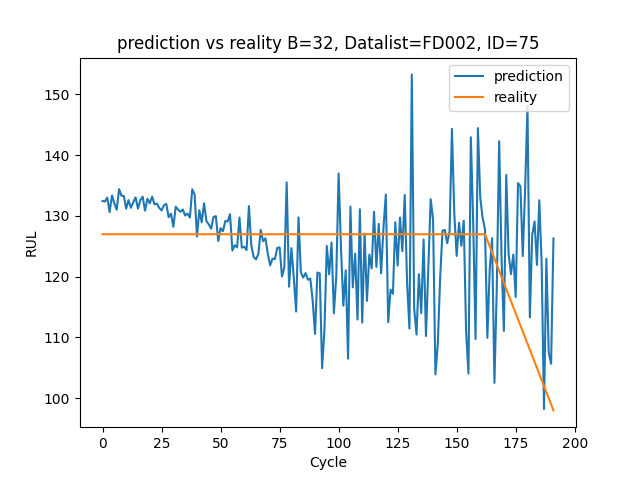 prediction vs reality B=32, Datalist=FD002, ID=75
prediction
reality
RUL
150
140
130
120
110
100
0 25 50 75 100 125 150 175 200
Cycle